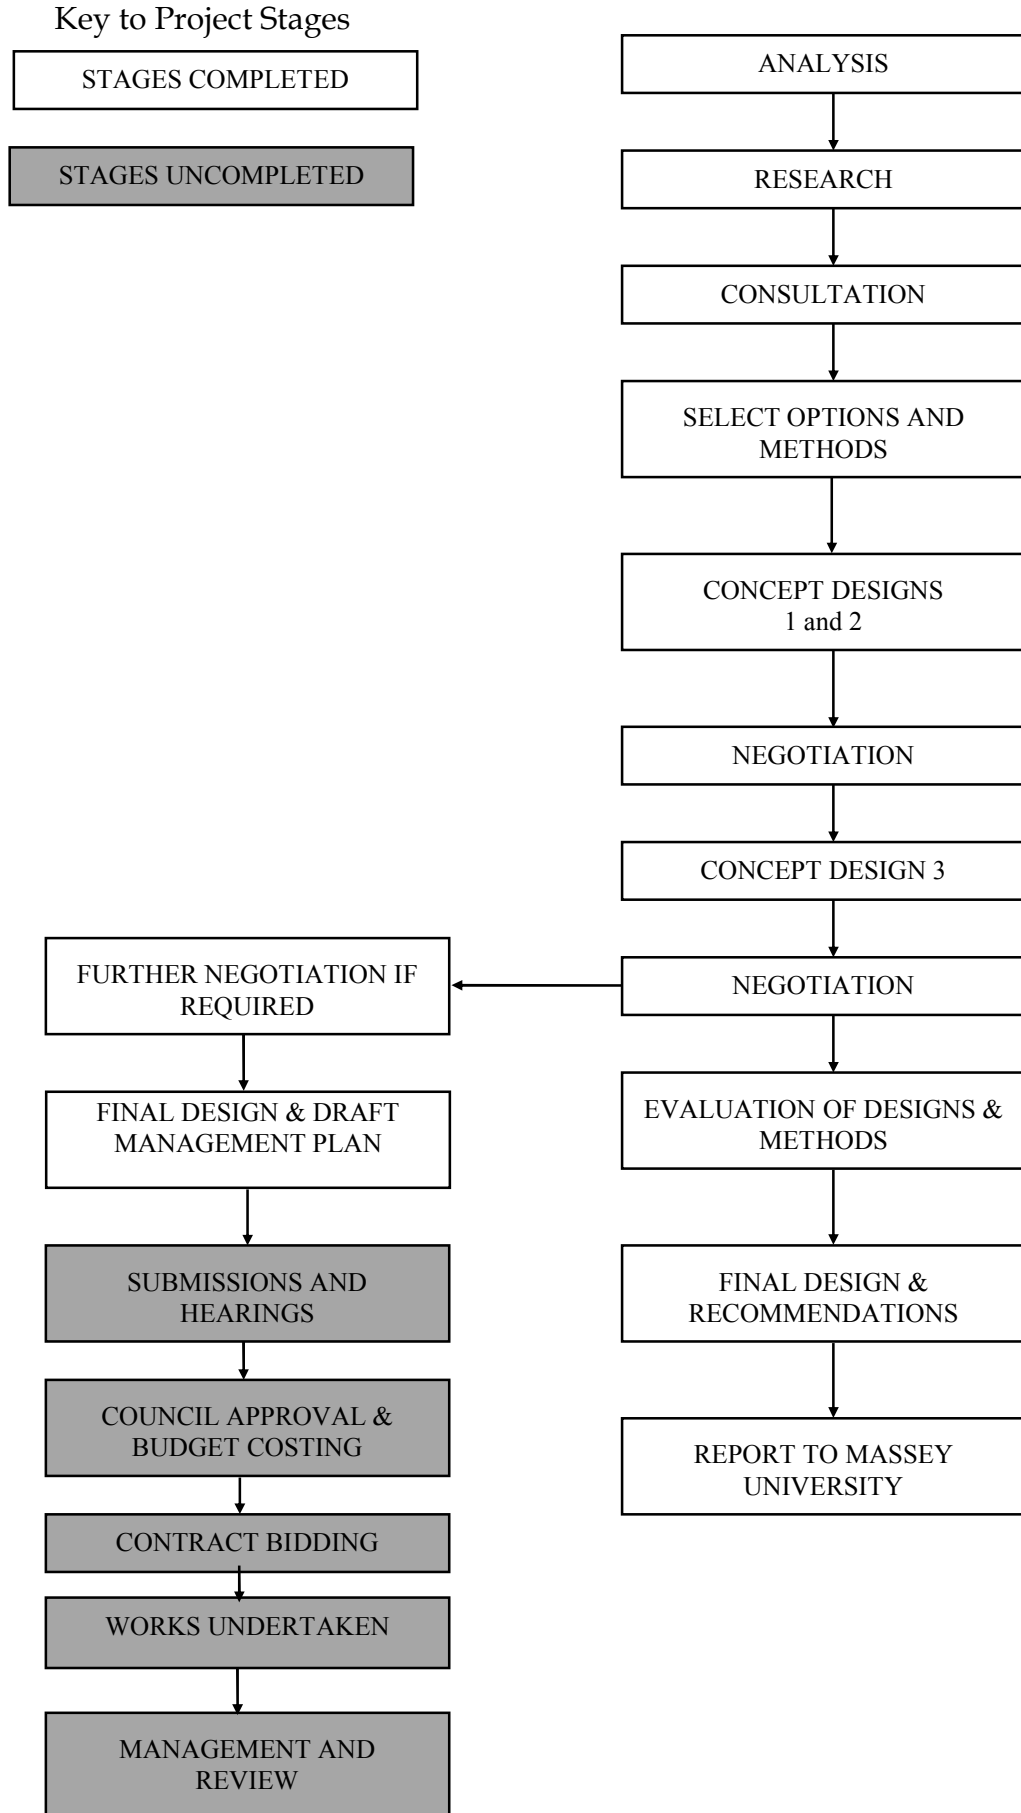 Key to Project Stages
STAGES COMPLETED
STAGES UNCOMPLETED
ANALYSIS
RESEARCH
CONSULTATION
SELECT OPTIONS AND
METHODS
CONCEPT DESIGNS
1 and 2
NEGOTIATION
CONCEPT DESIGN 3
NEGOTIATION
EVALUATION OF DESIGNS &
METHODS
FINAL DESIGN &
RECOMMENDATIONS
REPORT TO MASSEY
UNIVERSITY
FURTHER NEGOTIATION IF
REQUIRED
FINAL DESIGN & DRAFT
MANAGEMENT PLAN
SUBMISSIONS AND
HEARINGS
COUNCIL APPROVAL &
BUDGET COSTING
CONTRACT BIDDING
WORKS UNDERTAKEN
MANAGEMENT AND
REVIEW